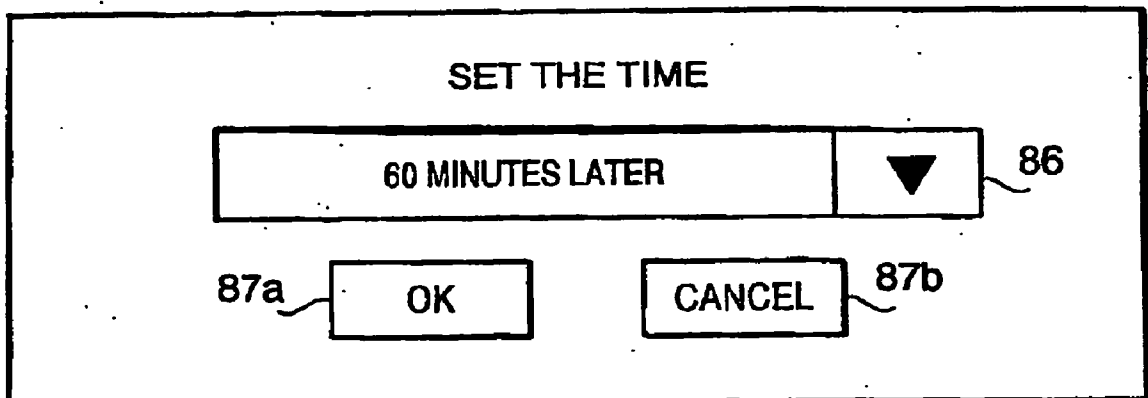 SET THE TIME
60 MINUTES LATER
86
87a
OK
CANCEL
87b